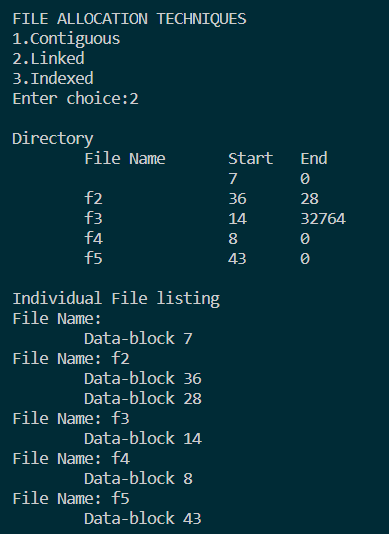 FILE ALLOCATION TECHNIQUES
1.Contiguous
2.Linked
3.Indexed
Enter choice:2
Directory
File Name Start End
7 0
f2 36 28
f3 14 32764
f4 8 0
f5 43 0
Individual File listing
File Name:
Data-block 7
File Name: f2
Data-block 36
Data-block 28
File Name: f3
Data-block 14
File Name: f4
Data-block 8
File Name: f5
Data-block 43